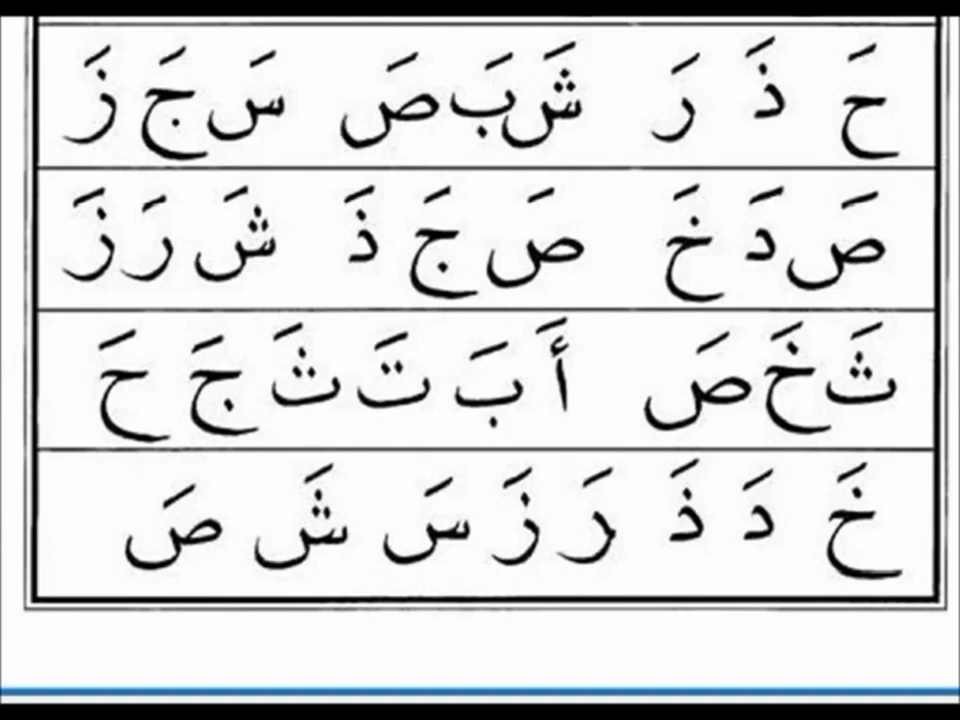 حَ ذَ رَ شَ بَ صَ سَ جَ زَ
صَ دَ خَ صَ جَ ذَ شَ رَ زَ
ثَ خَ صَ أَ بَ تَ ثَ جَ حَ
خَ دَ ذَ رَ زَ سَ شَ صَ